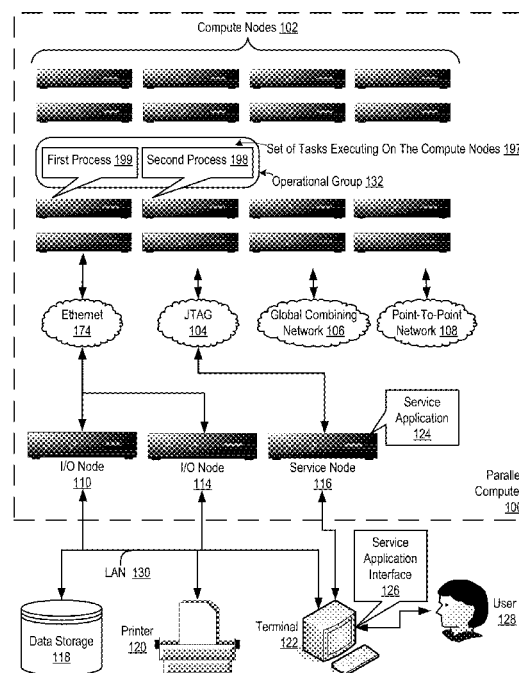 Compute Nodes 102
First Process 199
Second Process 198
Set of Tasks Executing On The Compute Nodes 197
Operational Group 132
Ethernet
174
JTAG
104
Global Combining
Network 106
Point-To-Point
Network 108
Service
Application
124
I/O Node
110
I/O Node
114
Service Node
116
Paralle
Compute
LAN 130
Service
Application
Interface
126
Data Storage
118
Printer
120
Terminal
122
User
128